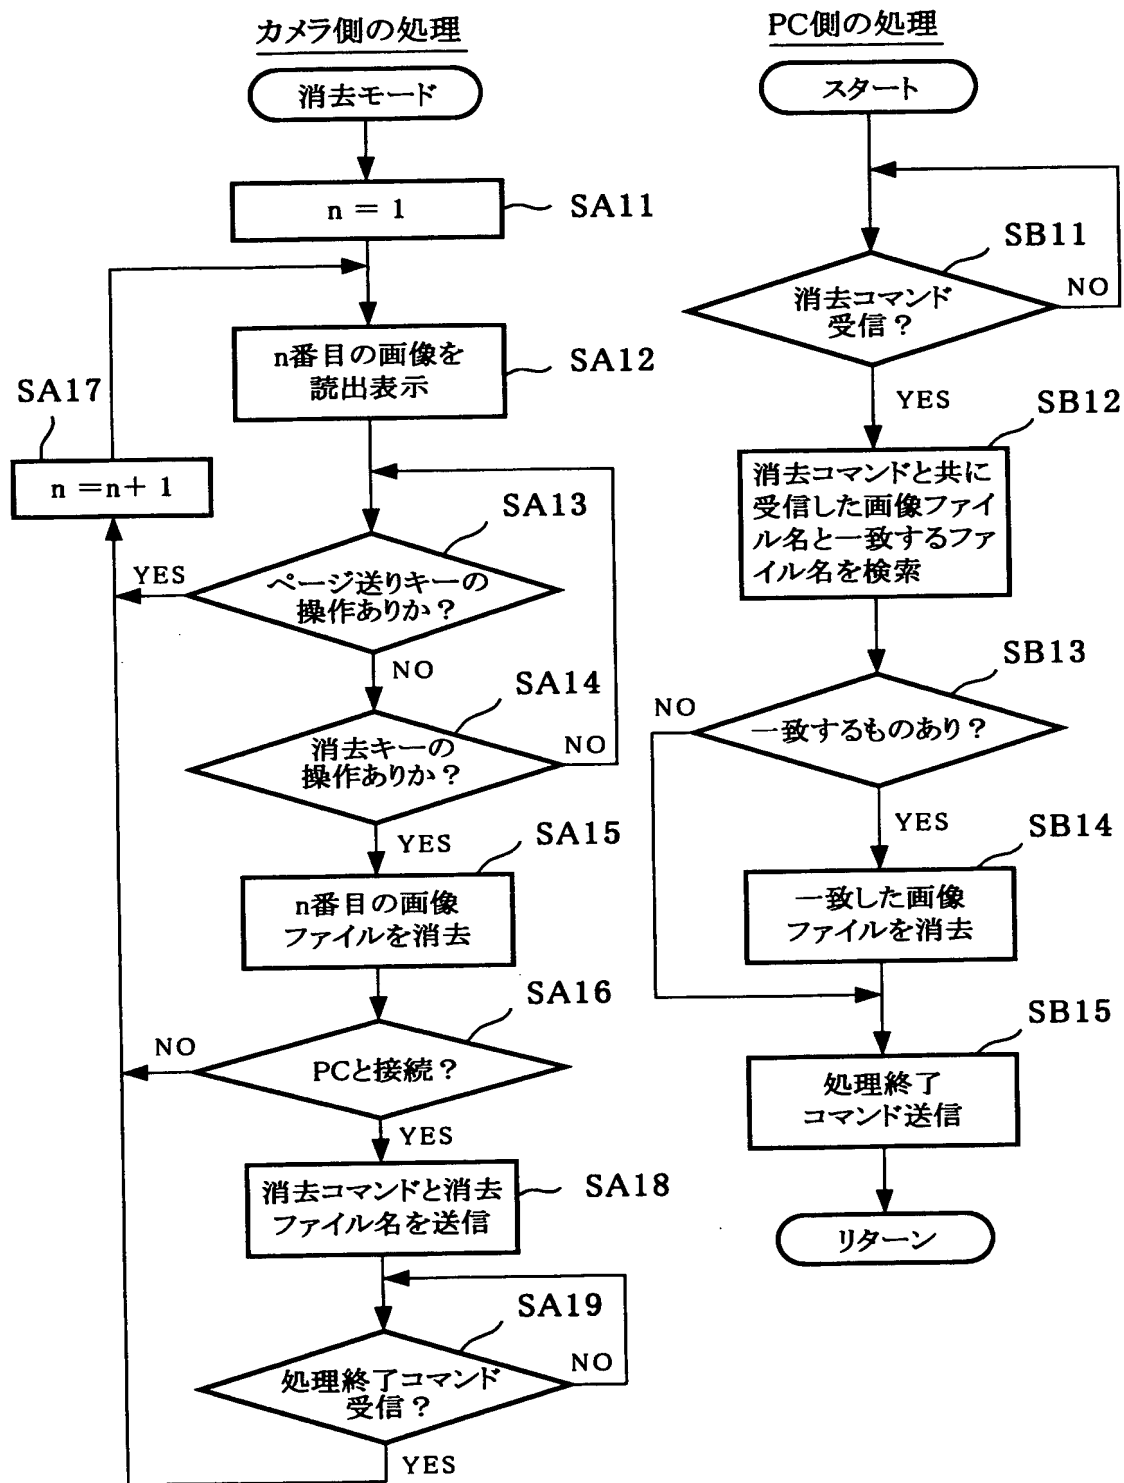 カメラ側の処理
消去モード
n = 1
SA11
n番目の画像を
読出表示
SA12
SA17
n =n+ 1
SA13
ページ送りキーの
操作ありか?
YES
NO
SA14
消去キーの
操作ありか?
NO
YES
SA15
n番目の画像
ファイルを消去
SA16
PCと接続?
NO
YES
消去コマンドと消去
ファイル名を送信
SA18
SA19
処理終了コマンド
受信?
NO
YES
PC側の処理
スタート
SB11
消去コマンド
受信?
NO
YES
SB12
消去コマンドと共に
受信した画像ファイ
ル名と一致するファ
イル名を検索
SB13
一致するものあり?
NO
YES
SB14
一致した画像
ファイルを消去
SB15
処理終了
コマンド送信
リターン